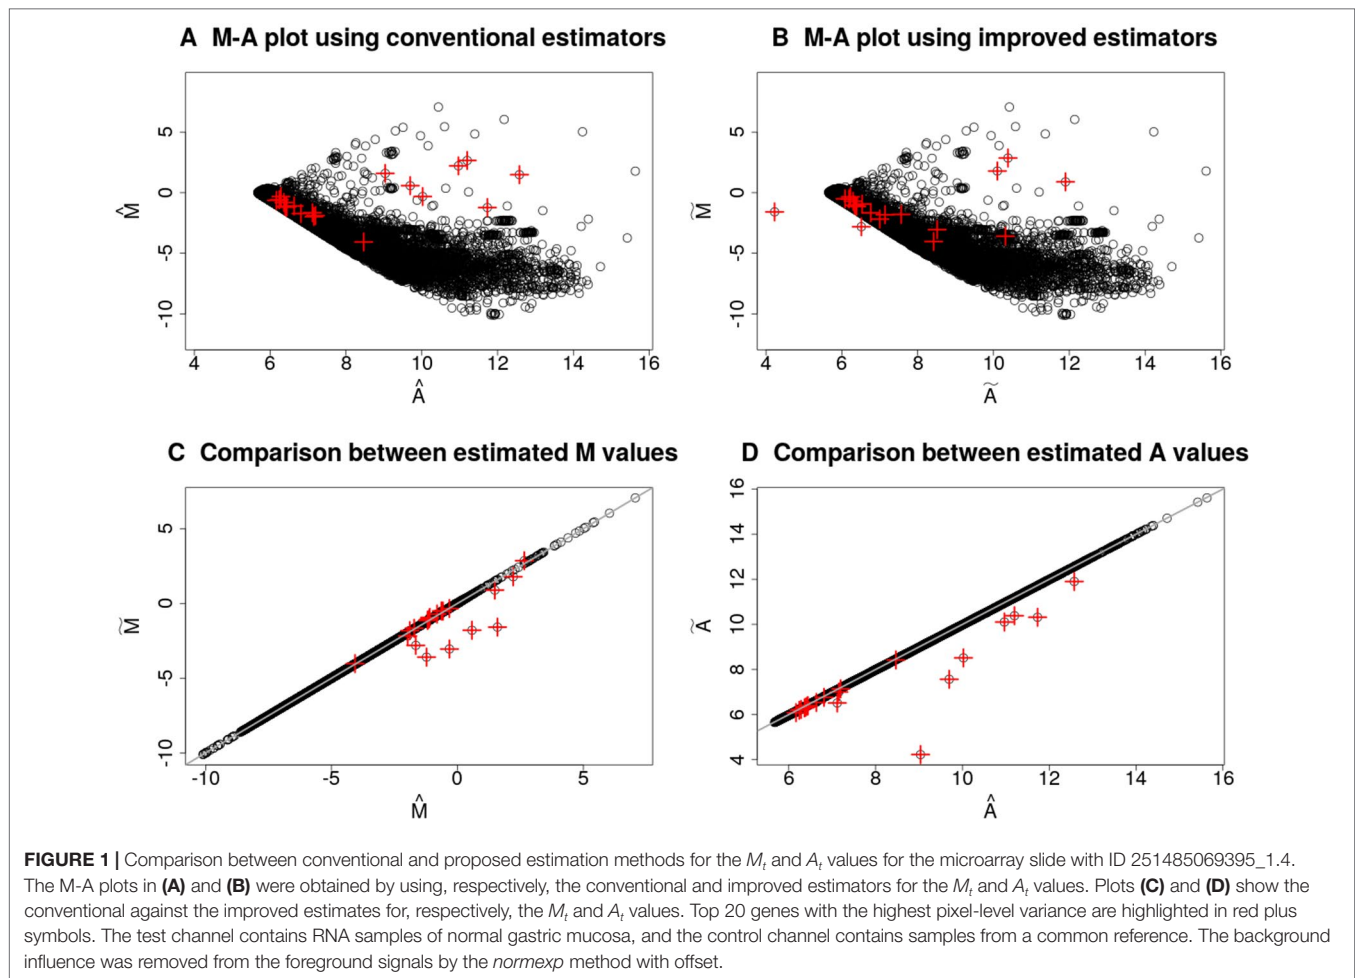 A M-A plot using conventional estimators
5
0
-5
-10
M̂
4 6 8 10 12 14 16
Â
B M-A plot using improved estimators
5
0
-5
-10
M̃
4 6 8 10 12 14 16
Ã
C Comparison between estimated M values
5
0
-5
-10
M̃
-10 -5 0 5
M̂
D Comparison between estimated A values
16
14
12
10
8
6
4
Ã
6 8 10 12 14 16
Â
FIGURE 1 | Comparison between conventional and proposed estimation methods for the Mₜ and Aₜ values for the microarray slide with ID 251485069395_1.4.
The M-A plots in (A) and (B) were obtained by using, respectively, the conventional and improved estimators for the Mₜ and Aₜ values. Plots (C) and (D) show the
conventional against the improved estimates for, respectively, the Mₜ and Aₜ values. Top 20 genes with the highest pixel-level variance are highlighted in red plus
symbols. The test channel contains RNA samples of normal gastric mucosa, and the control channel contains samples from a common reference. The background
influence was removed from the foreground signals by the normexp method with offset.